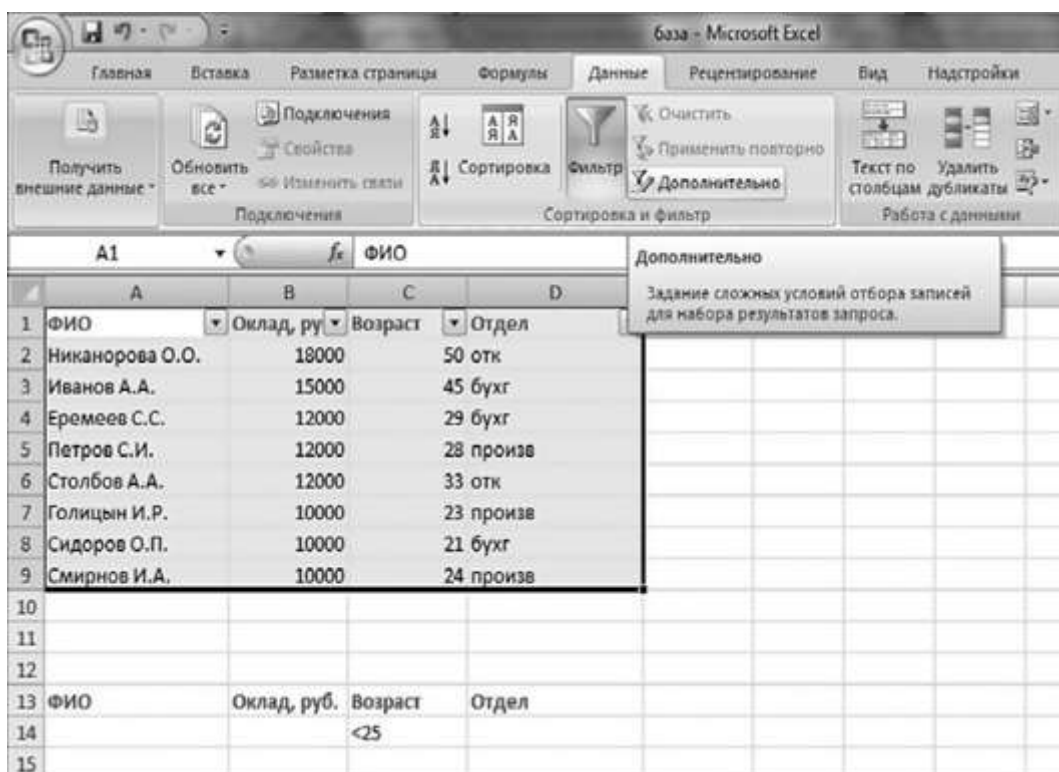 база - Microsoft Excel
Главная Вставка Разметка страницы Формулы Данные Рецензирование Вид Надстройки
Получить внешние данные
Обновить все
Подключения
Свойства
Изменить связи
Подключения
Сортировка
Фильтр
Очистить
Применить повторно
Дополнительно
Сортировка и фильтр
Текст по столбцам
Удалить дубликаты
Работа с данными
A1 fx ФИО
Дополнительно
Задание сложных условий отбора записей
для набора результатов запроса.
A B C D
1 ФИО Оклад, ру Возраст Отдел
2 Никанорова О.О. 18000 50 отк
3 Иванов А.А. 15000 45 бухг
4 Еремеев С.С. 12000 29 бухг
5 Петров С.И. 12000 28 произв
6 Столбов А.А. 12000 33 отк
7 Голицын И.Р. 10000 23 произв
8 Сидоров О.П. 10000 21 бухг
9 Смирнов И.А. 10000 24 произв
10
11
12
13 ФИО Оклад, руб. Возраст Отдел
14 <25
15